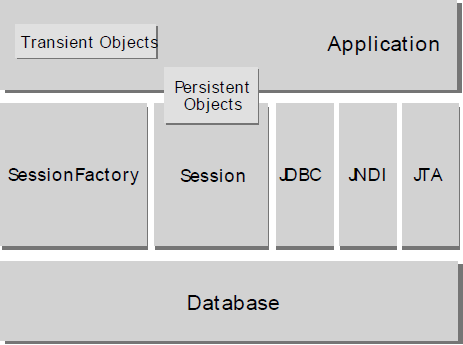 Transient Objects
Application
Persistent
Objects
SessionFactory
Session
JDBC
JNDI
JTA
Database